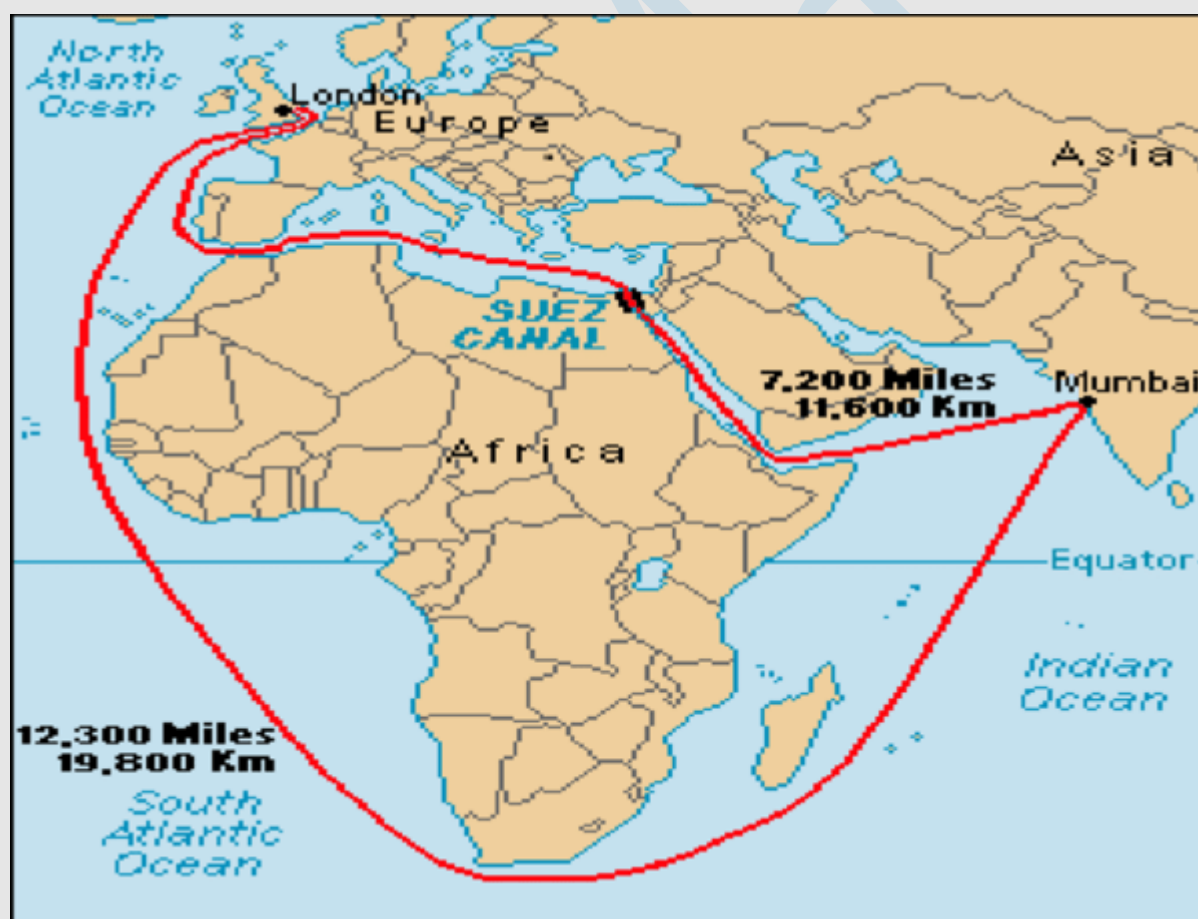 North
Atlantic
Ocean
London
Europe
Asia
SUEZ
CANAL
7,200 Miles
11,600 Km
Mumbai
Africa
Equator
Indian
Ocean
12,300 Miles
19,800 Km
South
Atlantic
Ocean